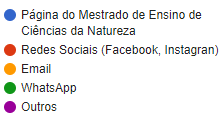 Página do Mestrado de Ensino de
Ciências da Natureza
Redes Sociais (Facebook, Instagran)
Email
WhatsApp
Outros